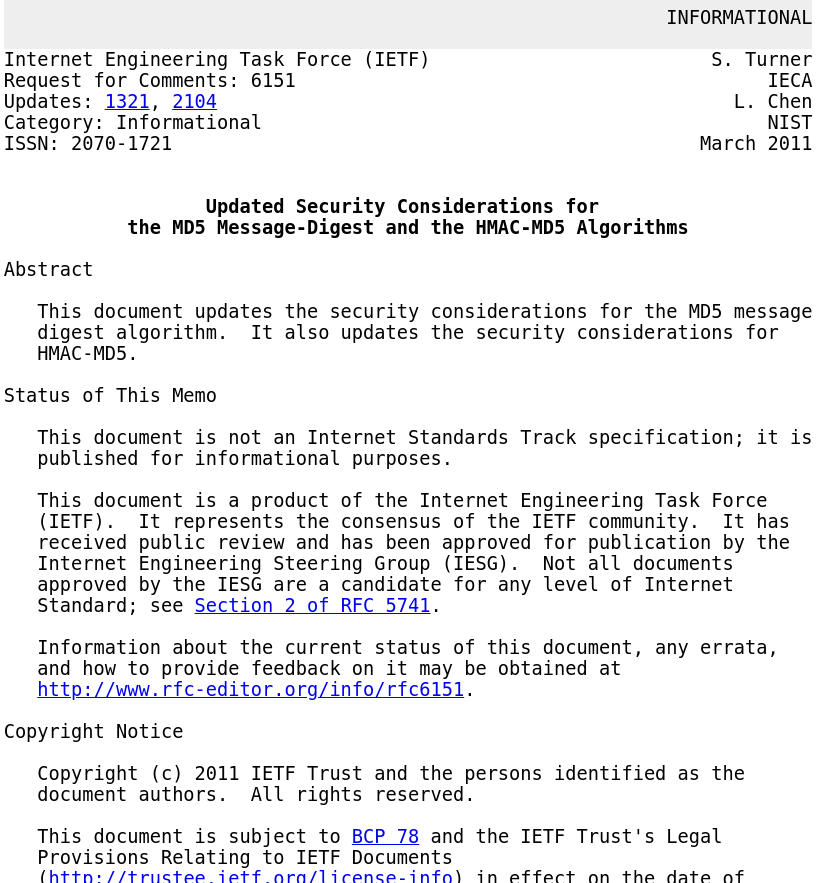 INFORMATIONAL
Internet Engineering Task Force (IETF) S. Turner
Request for Comments: 6151 IECA
Updates: 1321, 2104 L. Chen
Category: Informational NIST
ISSN: 2070-1721 March 2011
Updated Security Considerations for
the MD5 Message-Digest and the HMAC-MD5 Algorithms
Abstract
This document updates the security considerations for the MD5 message
digest algorithm. It also updates the security considerations for
HMAC-MD5.
Status of This Memo
This document is not an Internet Standards Track specification; it is
published for informational purposes.
This document is a product of the Internet Engineering Task Force
(IETF). It represents the consensus of the IETF community. It has
received public review and has been approved for publication by the
Internet Engineering Steering Group (IESG). Not all documents
approved by the IESG are a candidate for any level of Internet
Standard; see Section 2 of RFC 5741.
Information about the current status of this document, any errata,
and how to provide feedback on it may be obtained at
http://www.rfc-editor.org/info/rfc6151.
Copyright Notice
Copyright (c) 2011 IETF Trust and the persons identified as the
document authors. All rights reserved.
This document is subject to BCP 78 and the IETF Trust's Legal
Provisions Relating to IETF Documents
(http://trustee.ietf.org/license-info) in effect on the date of